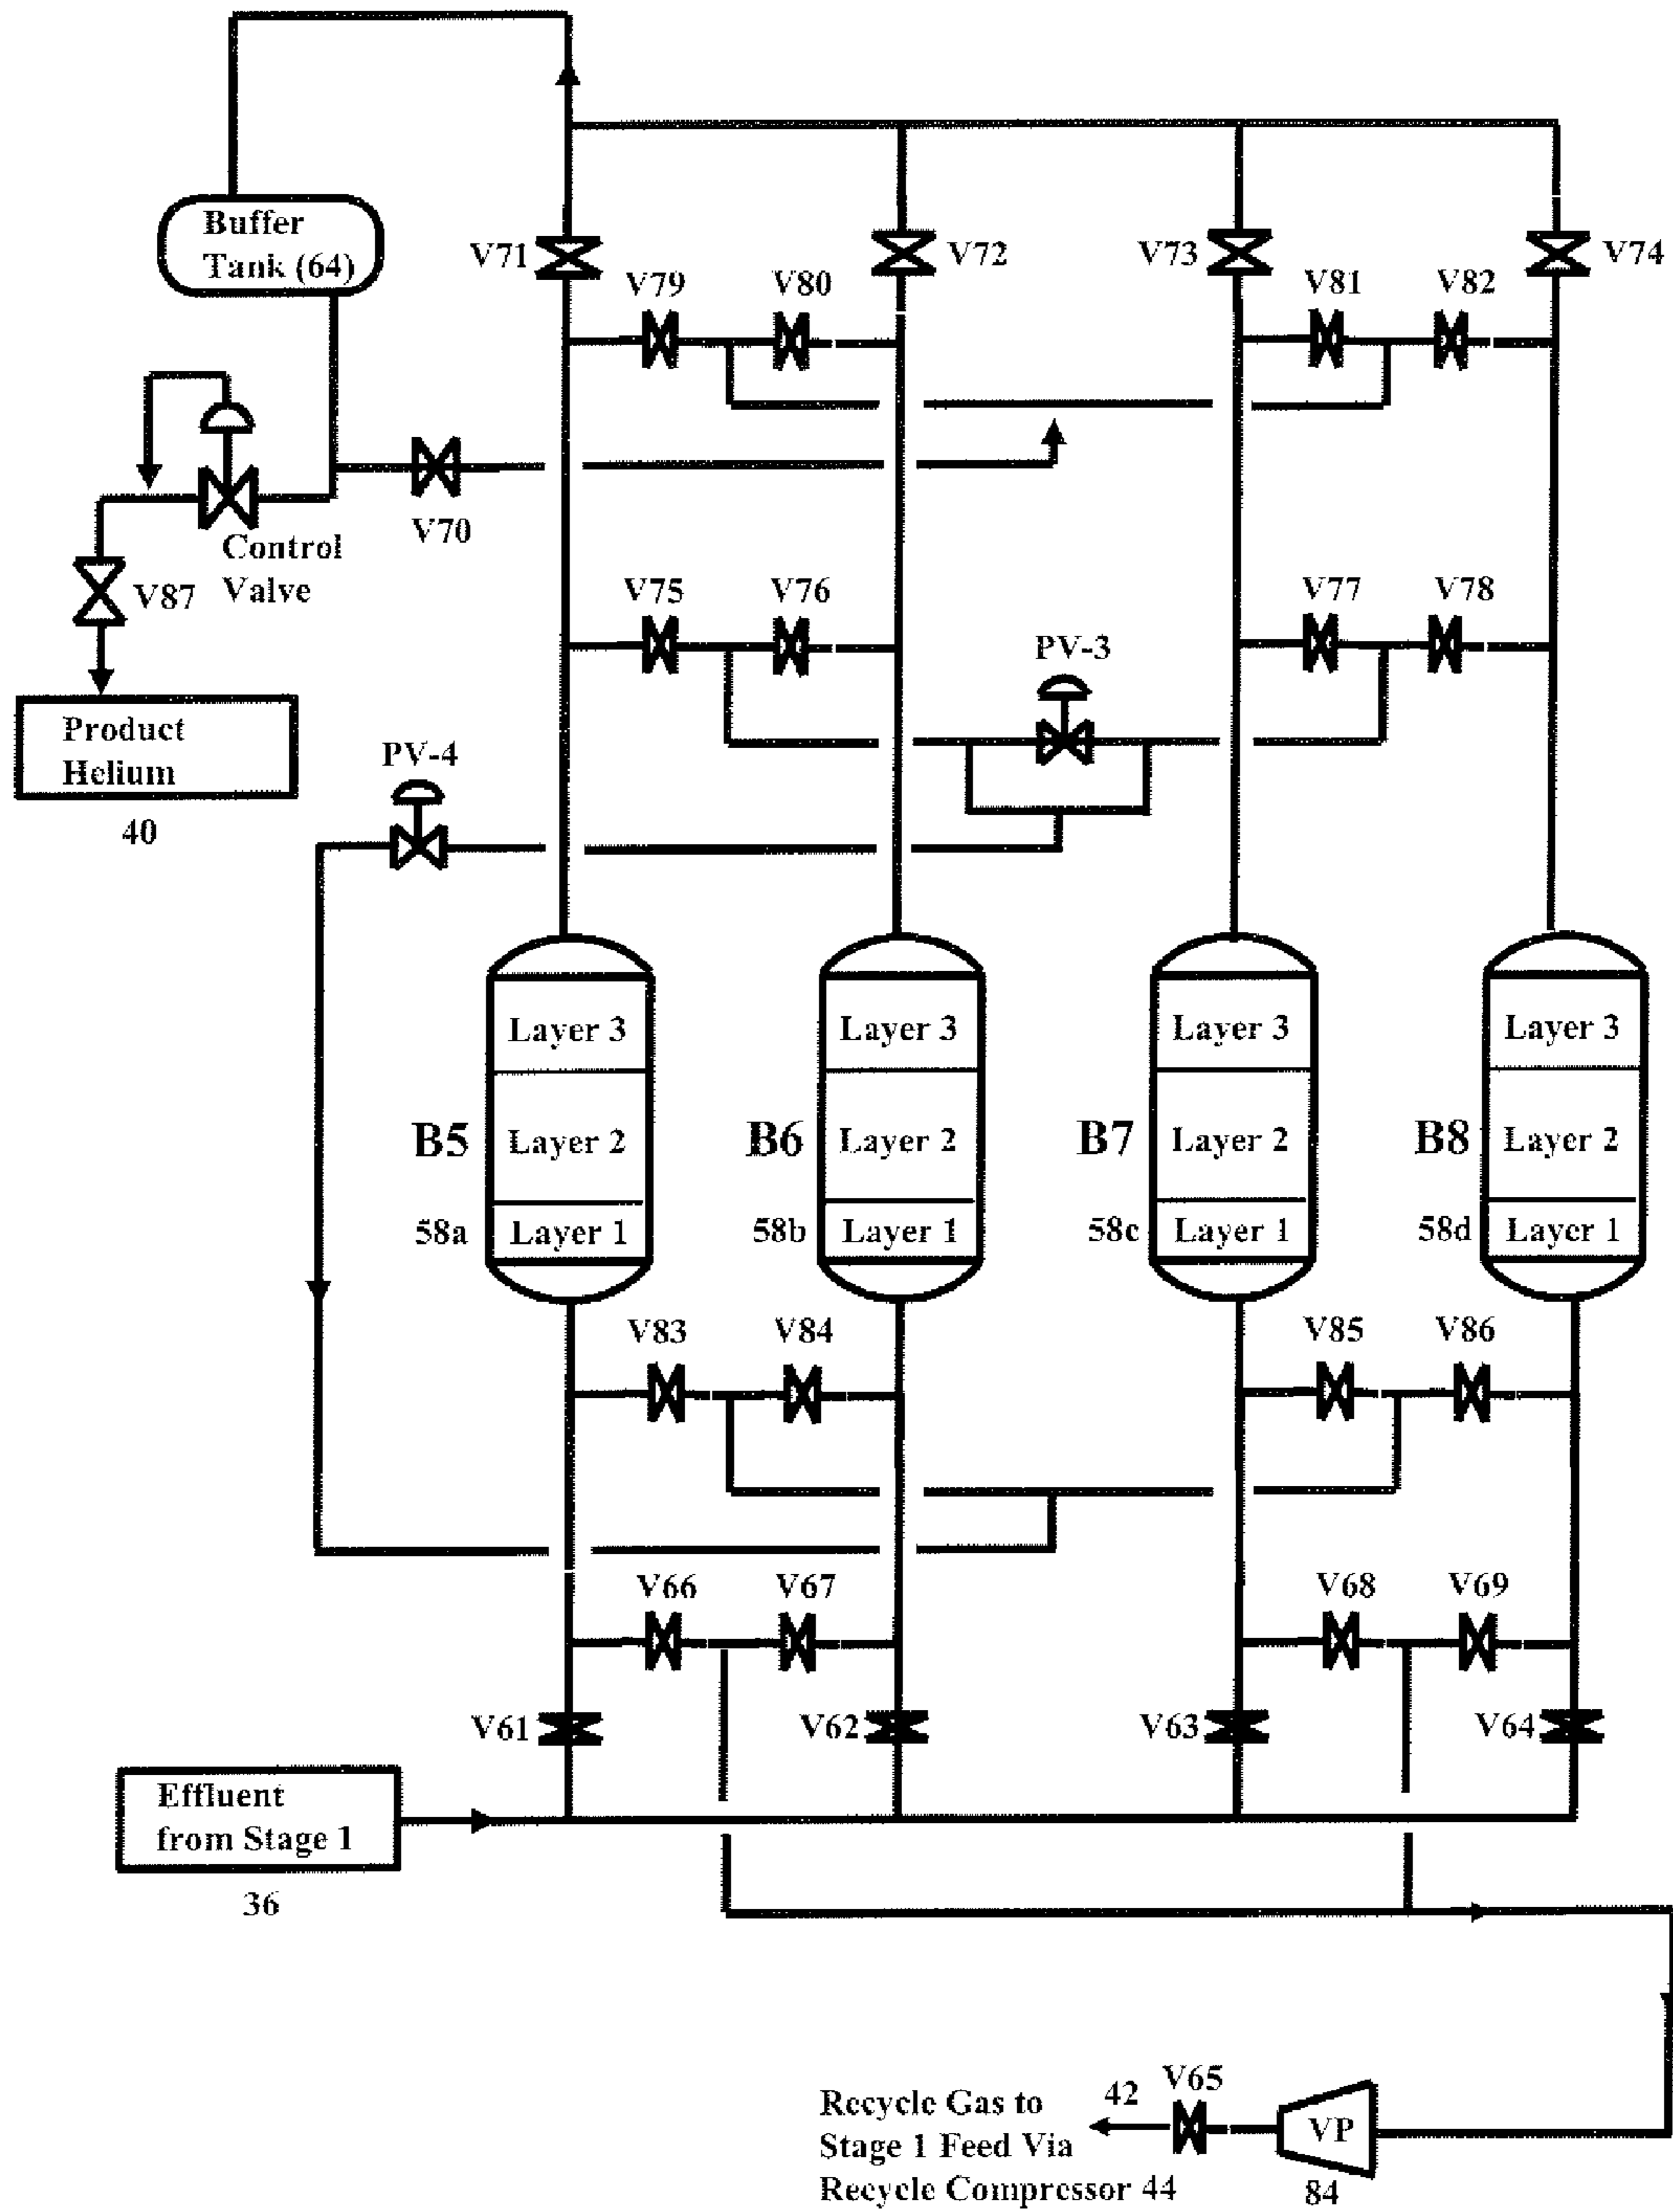 Buffer
Tank (64)
V71
V72
V73
V74
V79
V80
V81
V82
V70
Control
Valve
V87
V75
V76
V77
V78
PV-3
Product
Helium
40
PV-4
Layer 3
Layer 3
Layer 3
Layer 3
B5
Layer 2
B6
Layer 2
B7
Layer 2
B8
Layer 2
58a
Layer 1
58b
Layer 1
58c
Layer 1
58d
Layer 1
V83
V84
V85
V86
V66
V67
V68
V69
V61
V62
V63
V64
Effluent
from Stage 1
36
Recycle Gas to
Stage 1 Feed Via
Recycle Compressor 44
42
V65
VP
84